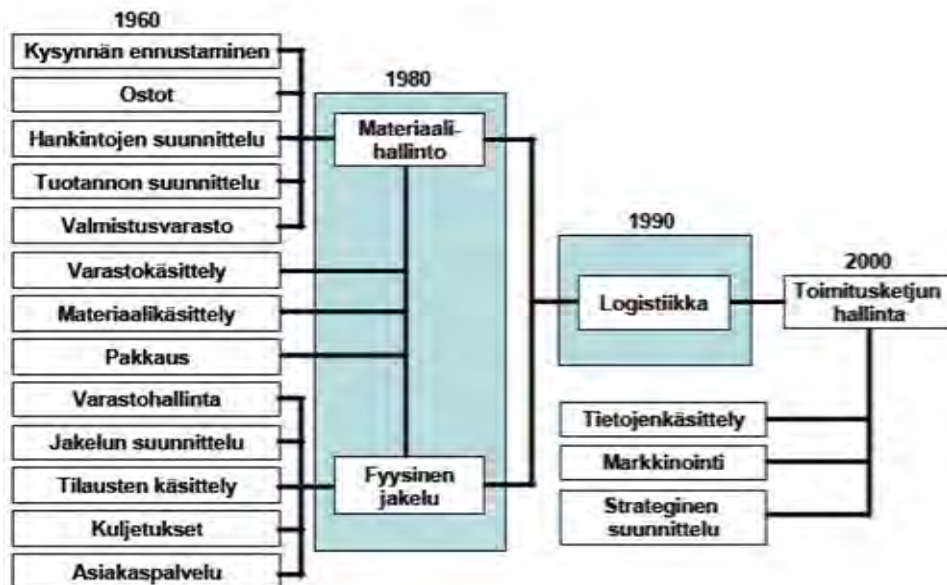 1960
Kysynnän ennustaminen
Ostot
Hankintojen suunnittelu
Tuotannon suunnittelu
Valmistusvarasto
Varastokäsittely
Materiaalikäsittely
Pakkaus
Varastohallinta
Jakelun suunnittelu
Tilausten käsittely
Kuljetukset
Asiakaspalvelu
1980
Materiaali-
hallinto
Fyysinen
jakelu
1990
Logistiikka
2000
Toimitusketjun
hallinta
Tietojenkäsittely
Markkinointi
Strateginen
suunnittelu